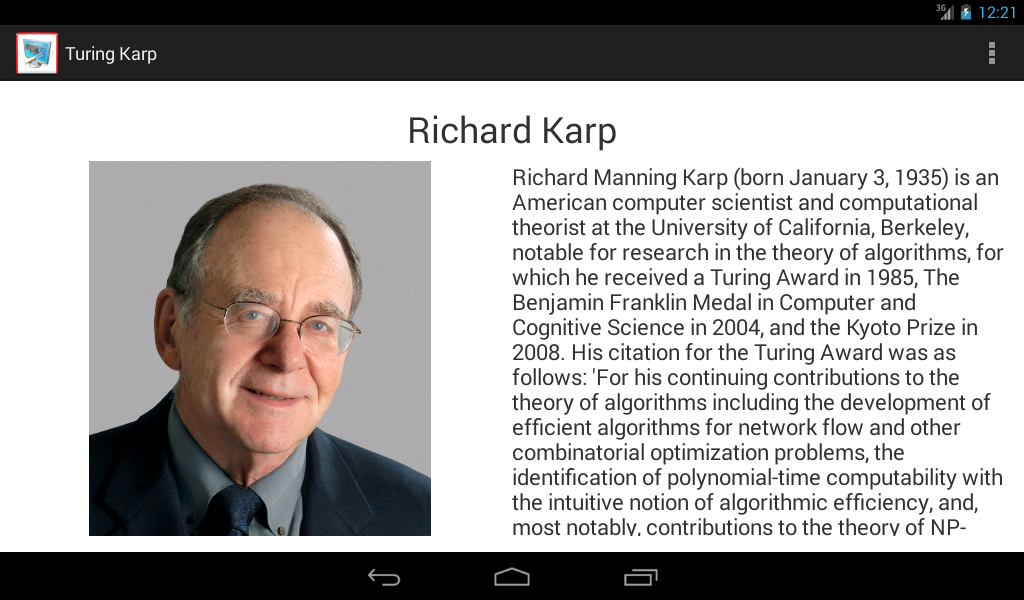 3G 12:21
Turing Karp
Richard Karp
Richard Manning Karp (born January 3, 1935) is an
American computer scientist and computational
theorist at the University of California, Berkeley,
notable for research in the theory of algorithms, for
which he received a Turing Award in 1985, The
Benjamin Franklin Medal in Computer and
Cognitive Science in 2004, and the Kyoto Prize in
2008. His citation for the Turing Award was as
follows: 'For his continuing contributions to the
theory of algorithms including the development of
efficient algorithms for network flow and other
combinatorial optimization problems, the
identification of polynomial-time computability with
the intuitive notion of algorithmic efficiency, and,
most notably, contributions to the theory of NP-